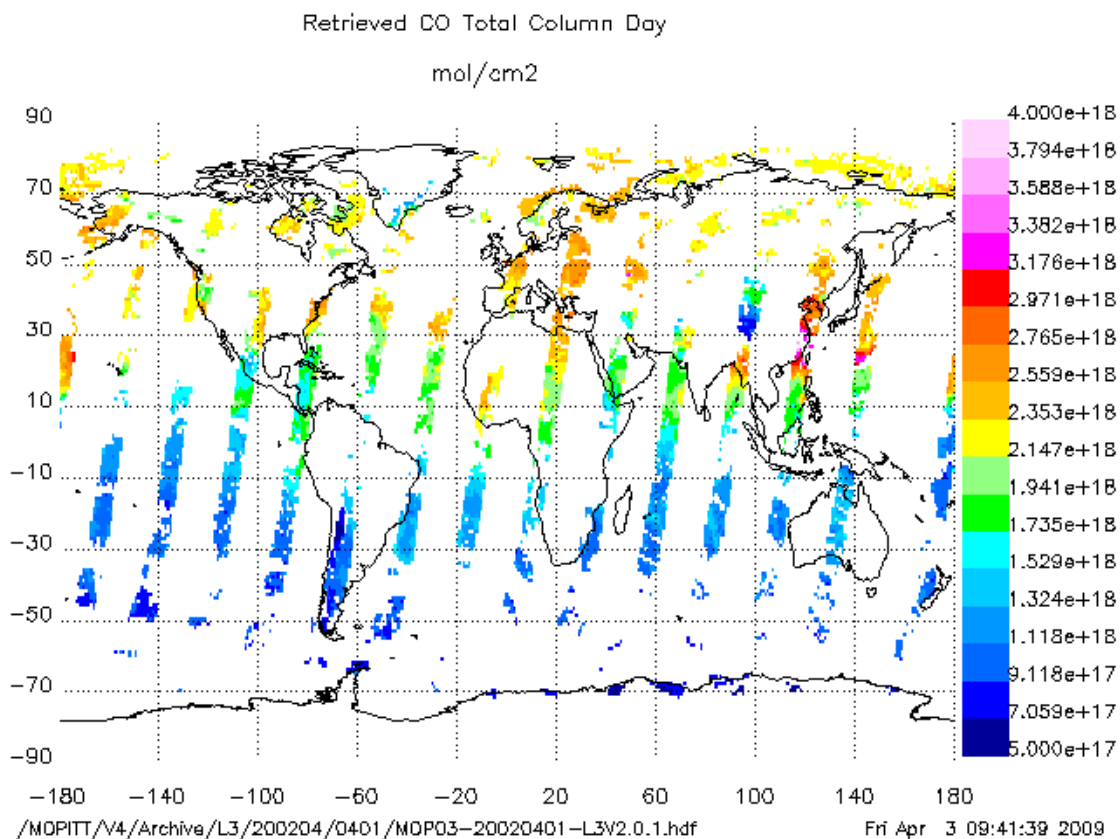 Retrieved CO Total Column Day
mol/cm2
90
70
50
30
10
-10
-30
-50
-70
-90
-180 -140 -100 -60 -20 20 60 100 140 180
4.000e+18
3.794e+18
3.588e+18
3.382e+18
3.176e+18
2.971e+18
2.765e+18
2.559e+18
2.353e+18
2.147e+18
1.941e+18
1.735e+18
1.529e+18
1.324e+18
1.118e+18
9.118e+17
7.059e+17
5.000e+17
/MOPITT/V4/Archive/L3/200204/0401/MOP03-20020401-L3V2.0.1.hdf Fri Apr 3 09:41:39 2009